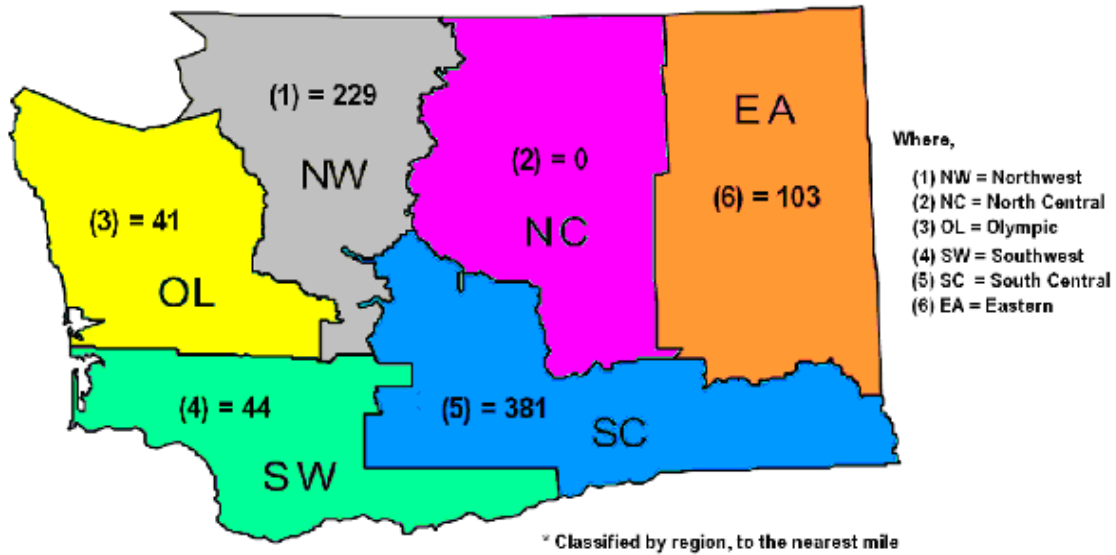 (1) = 229
NW
(2) = 0
NC
EA
(6) = 103
(3) = 41
OL
(4) = 44
SW
(5) = 381
SC
Where,
(1) NW = Northwest
(2) NC = North Central
(3) OL = Olympic
(4) SW = Southwest
(5) SC = South Central
(6) EA = Eastern
* Classified by region, to the nearest mile